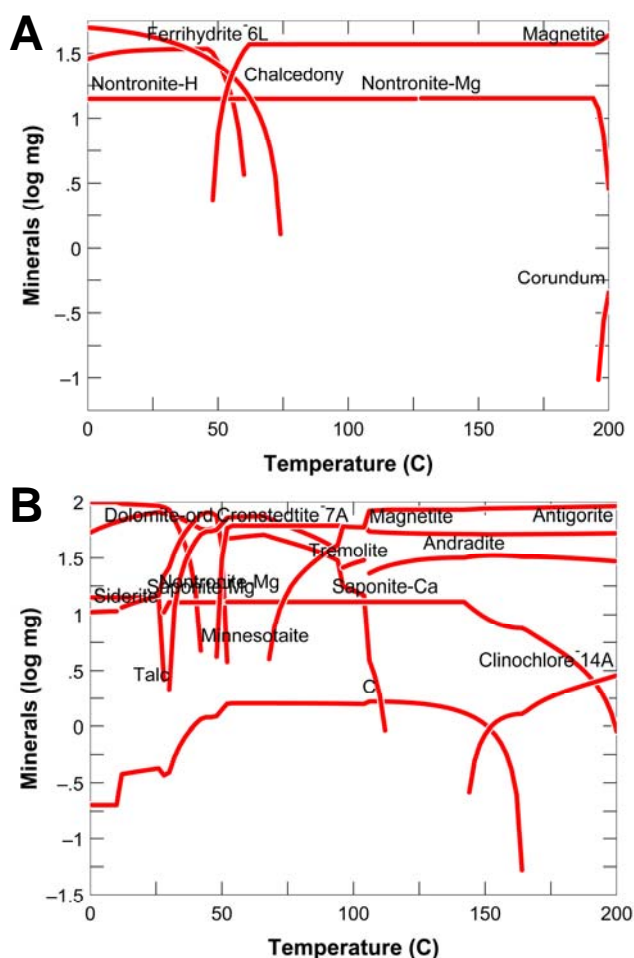 A
Ferrihydrite-6L
Magnetite
Chalcedony
Nontronite-H
Nontronite-Mg
Corundum
Minerals (log mg)
1.5
1
.5
0
−.5
−1
0
50
100
150
200
Temperature (C)
B
Dolomite-ord
Cronstedtite-7A
Magnetite
Antigorite
Tremolite
Andradite
Nontronite-Mg
Siderite
Saponite-Mg
Saponite-Ca
Minnesotaite
Clinochlore-14A
Talc
C
Minerals (log mg)
2
1.5
1
.5
0
−.5
−1
−1.5
0
50
100
150
200
Temperature (C)